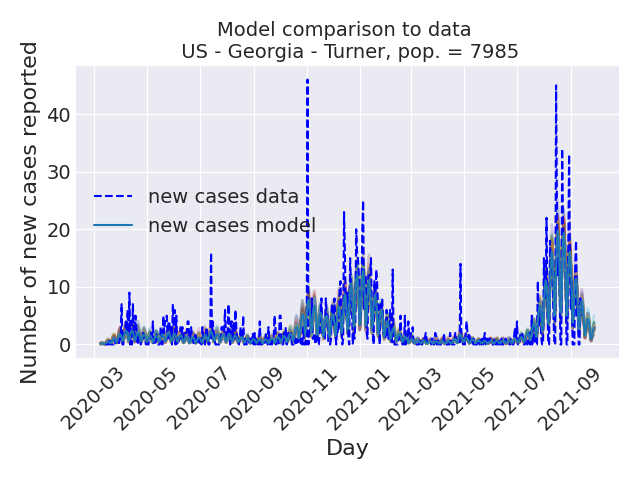 Model comparison to data
US - Georgia - Turner, pop. = 7985
Number of new cases reported
40
30
20
10
0
new cases data
new cases model
2020-03
2020-05
2020-07
2020-09
2020-11
2021-01
2021-03
2021-05
2021-07
2021-09
Day